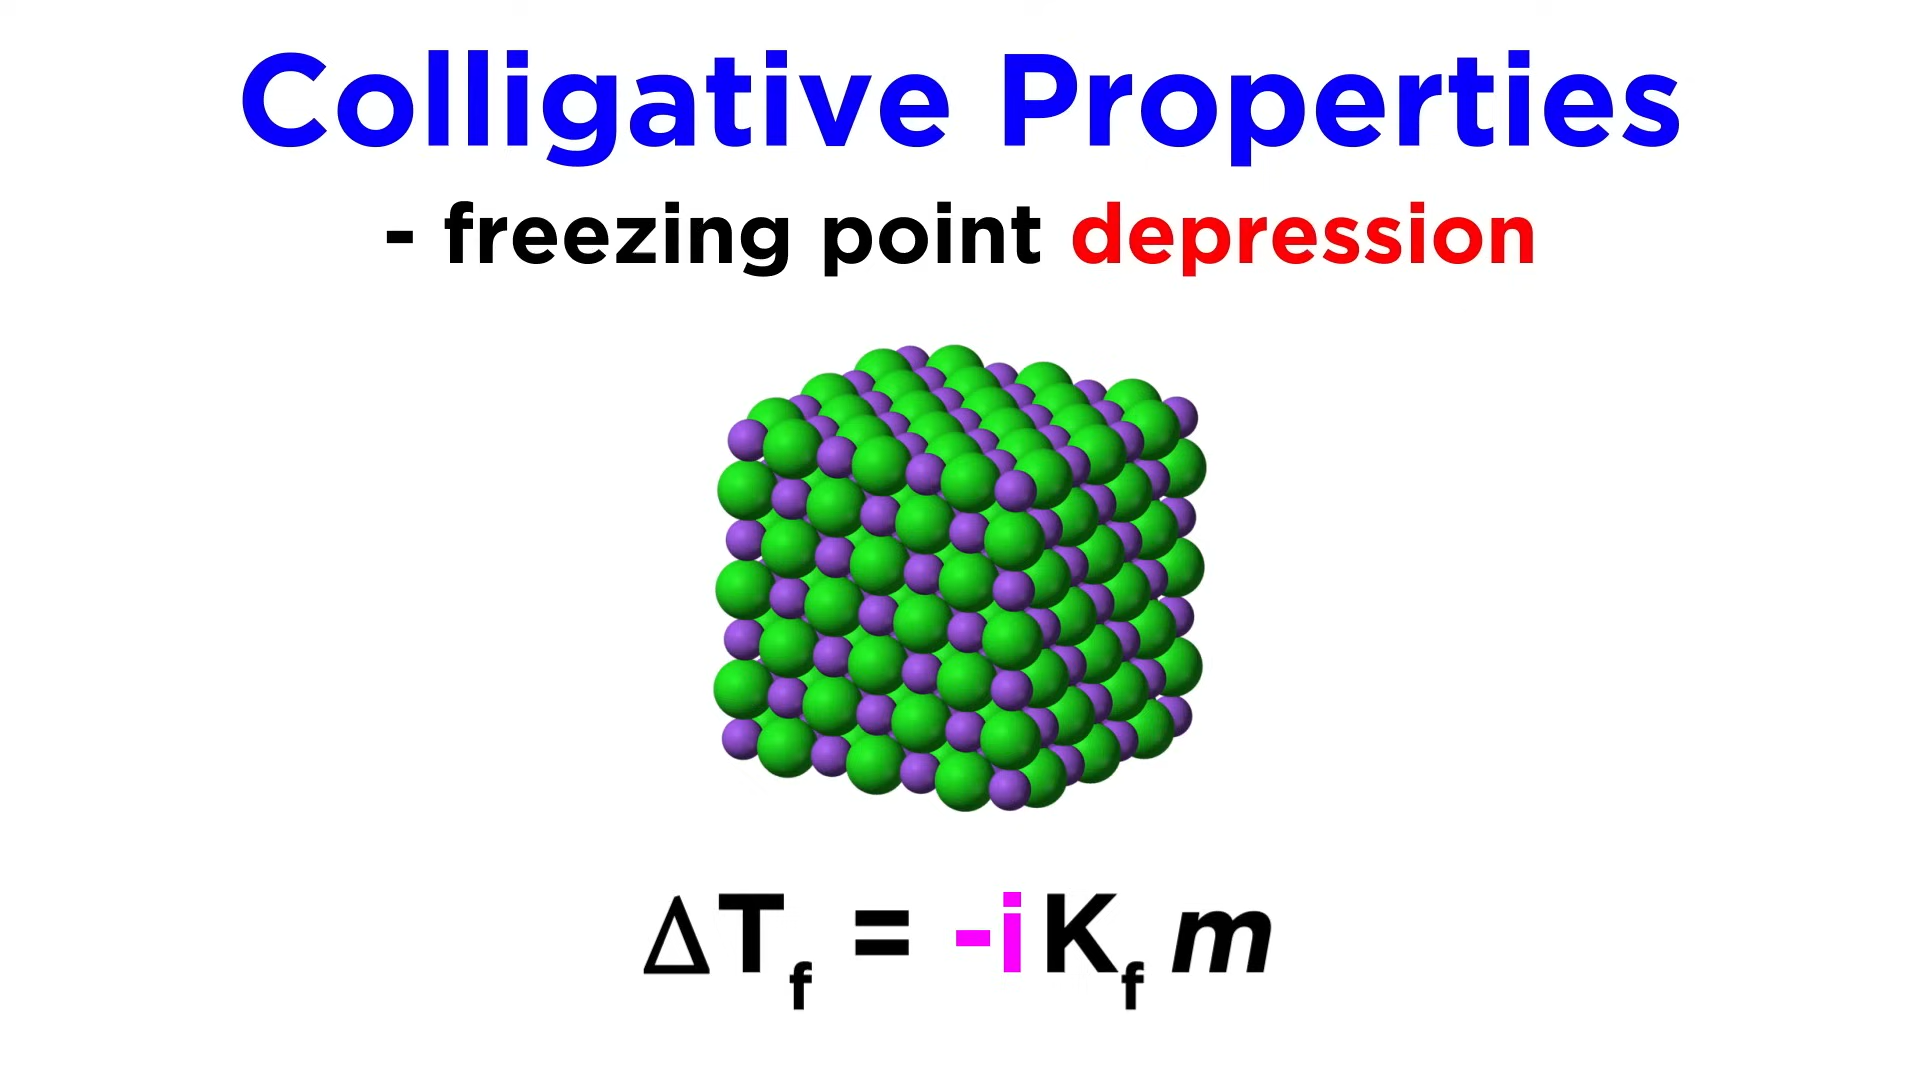 Colligative Properties
- freezing point depression
ΔTf = -iKf m